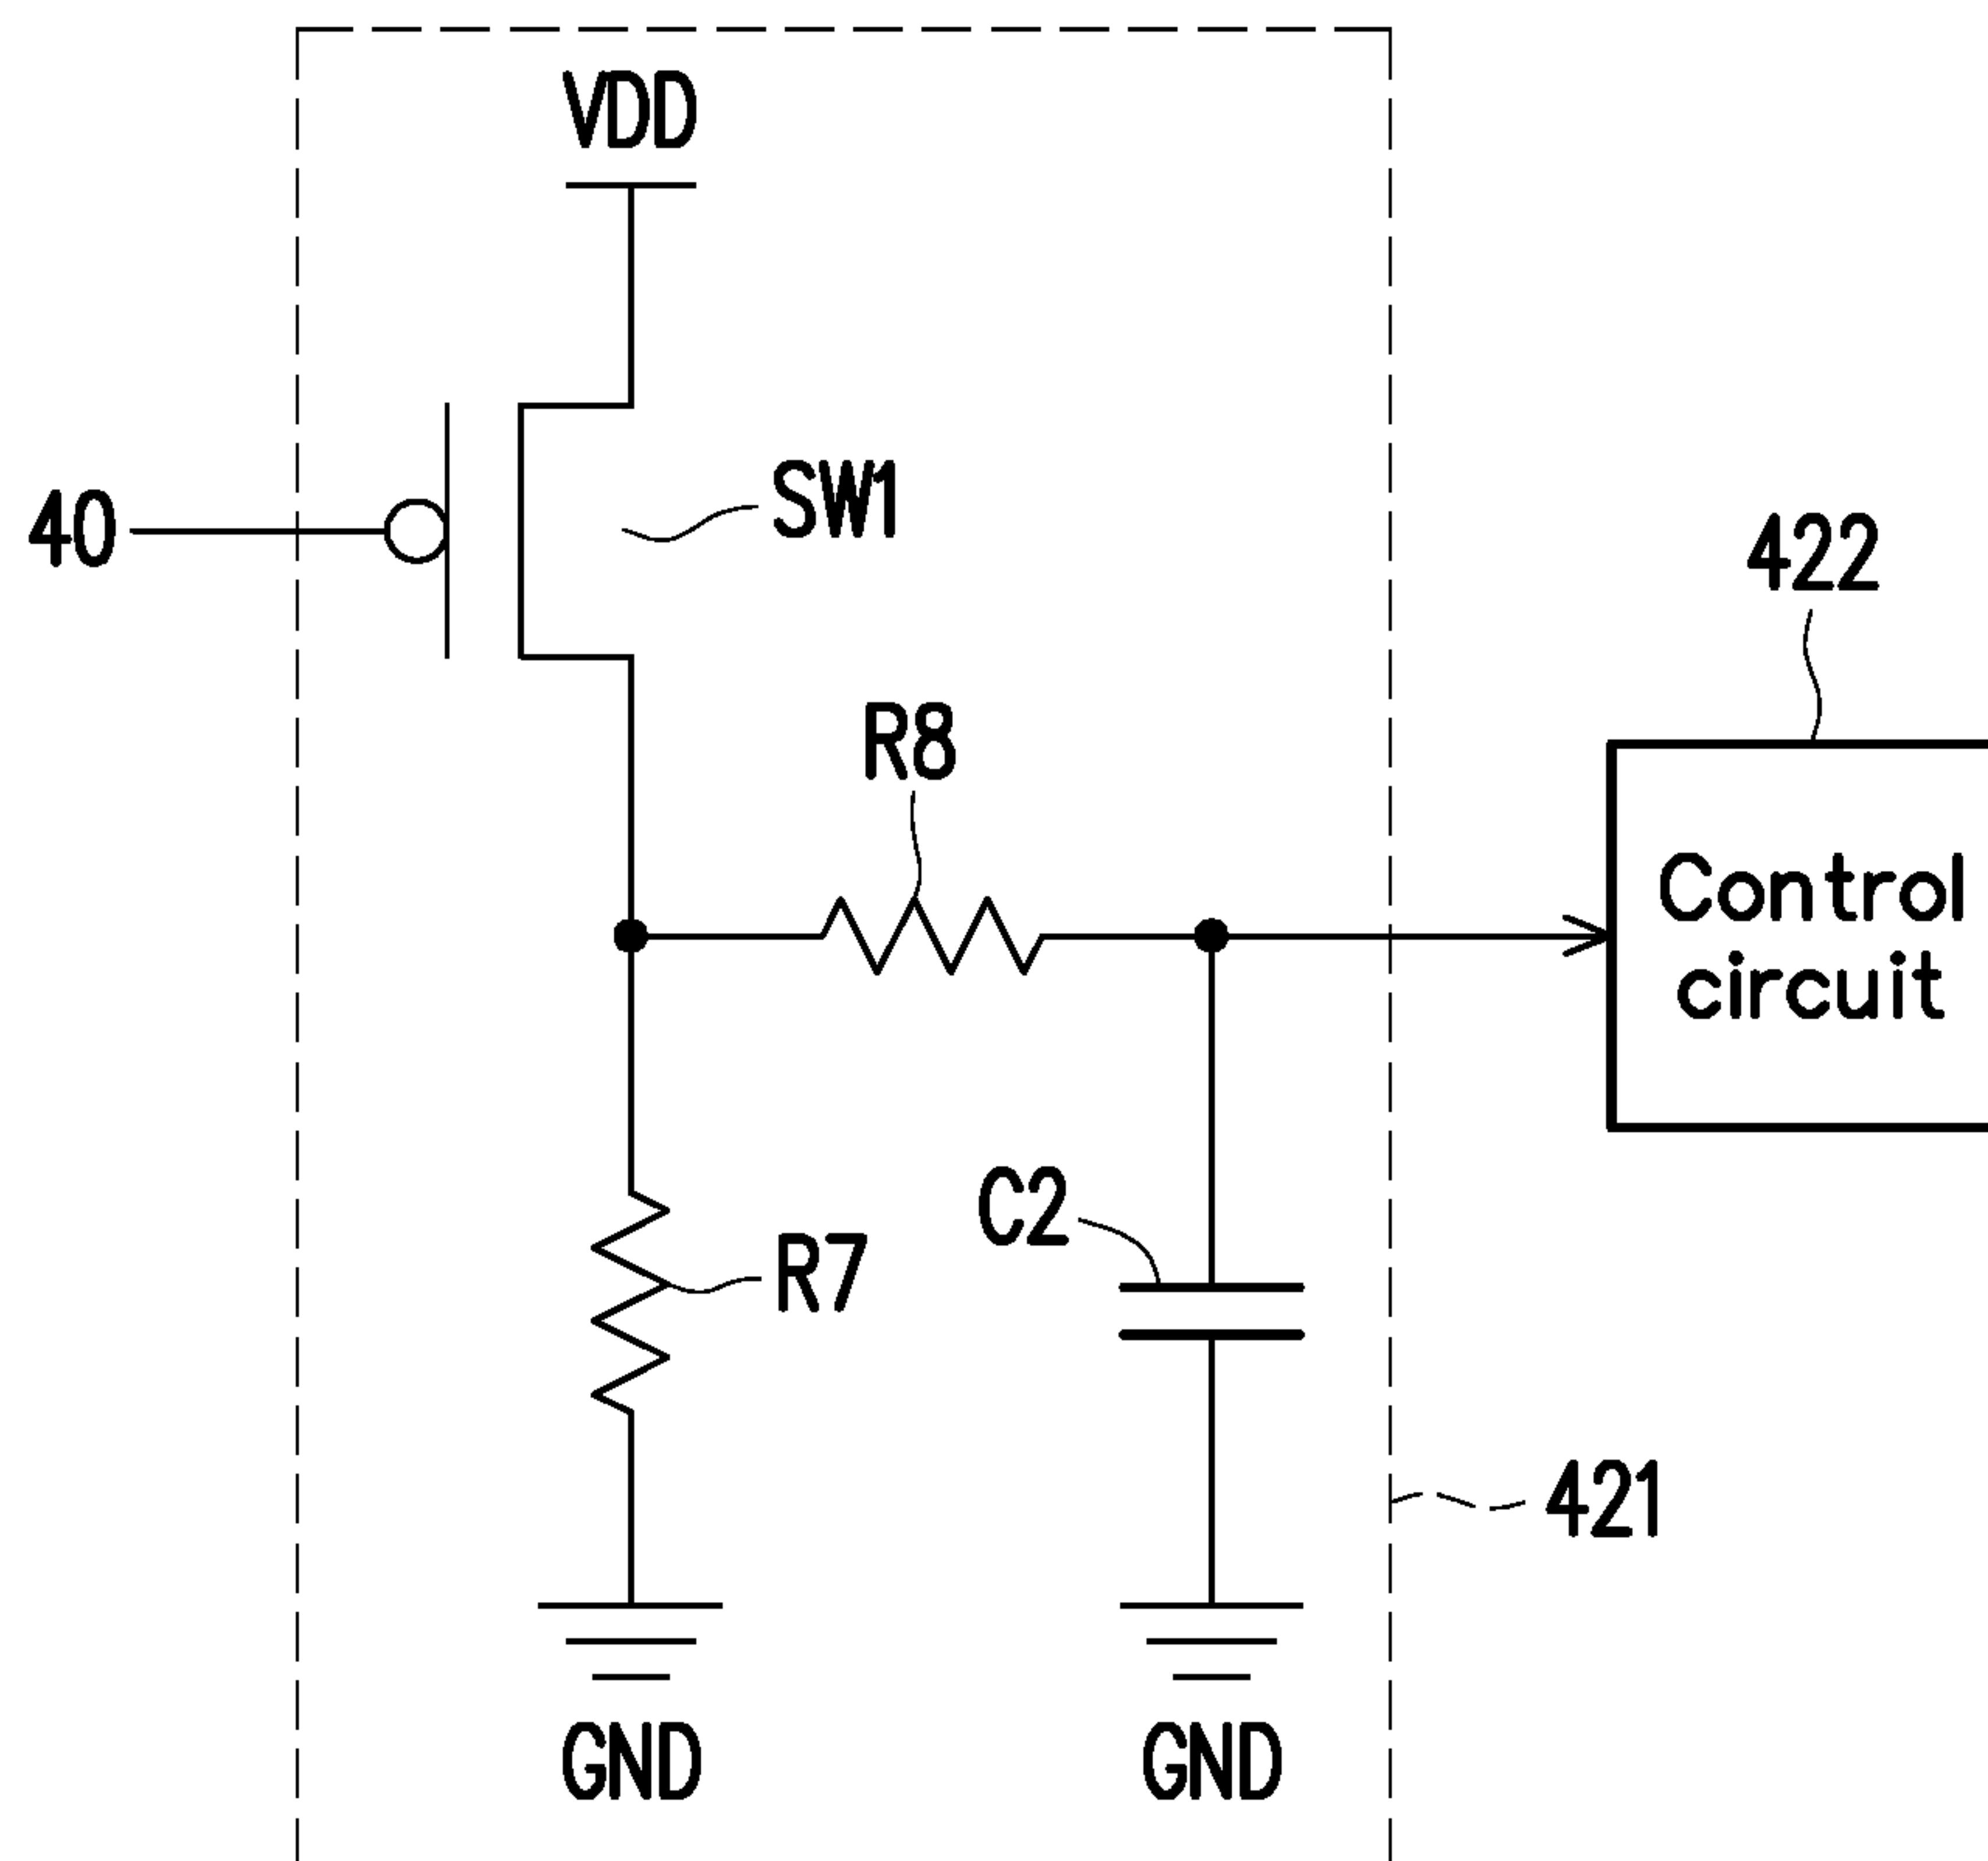 VDD
SW1
40
422
R8
Control
circuit
C2
R7
421
GND
GND